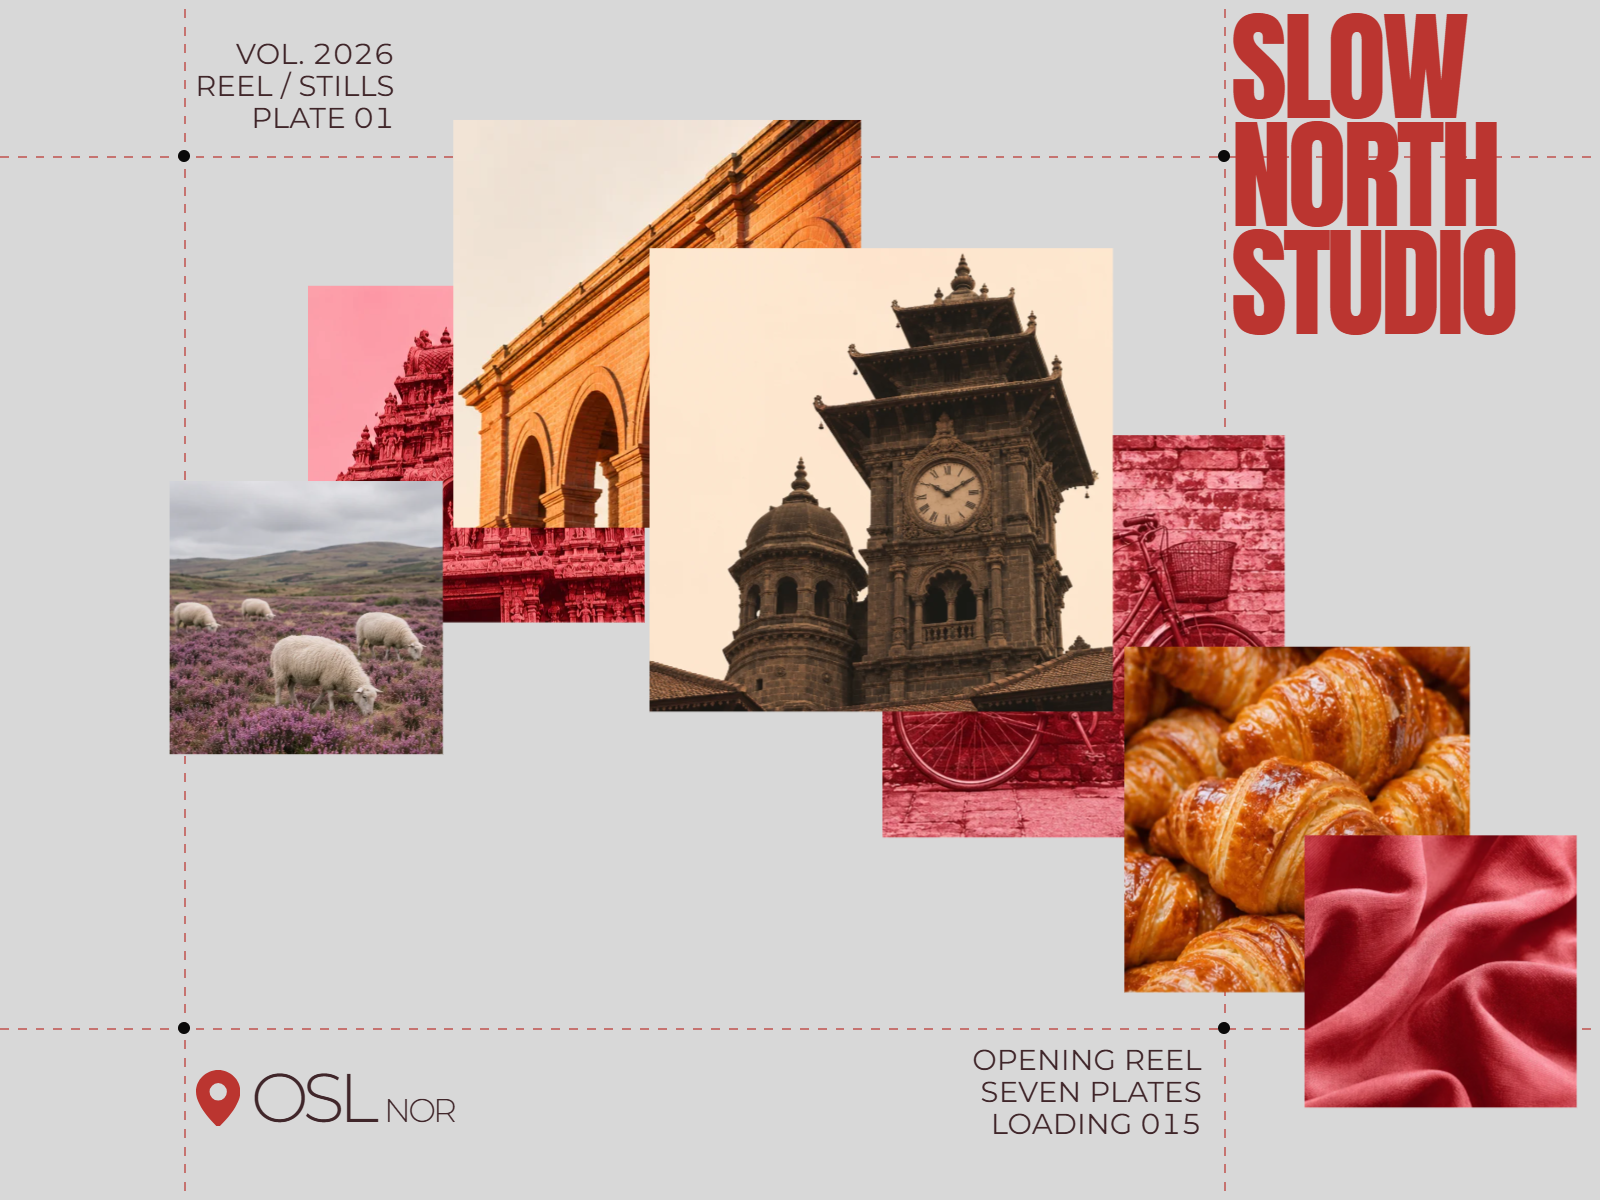 VOL. 2026
REEL / STILLS
PLATE 01
SLOW
NORTH
STUDIO
OSL NOR
OPENING REEL
SEVEN PLATES
LOADING 015